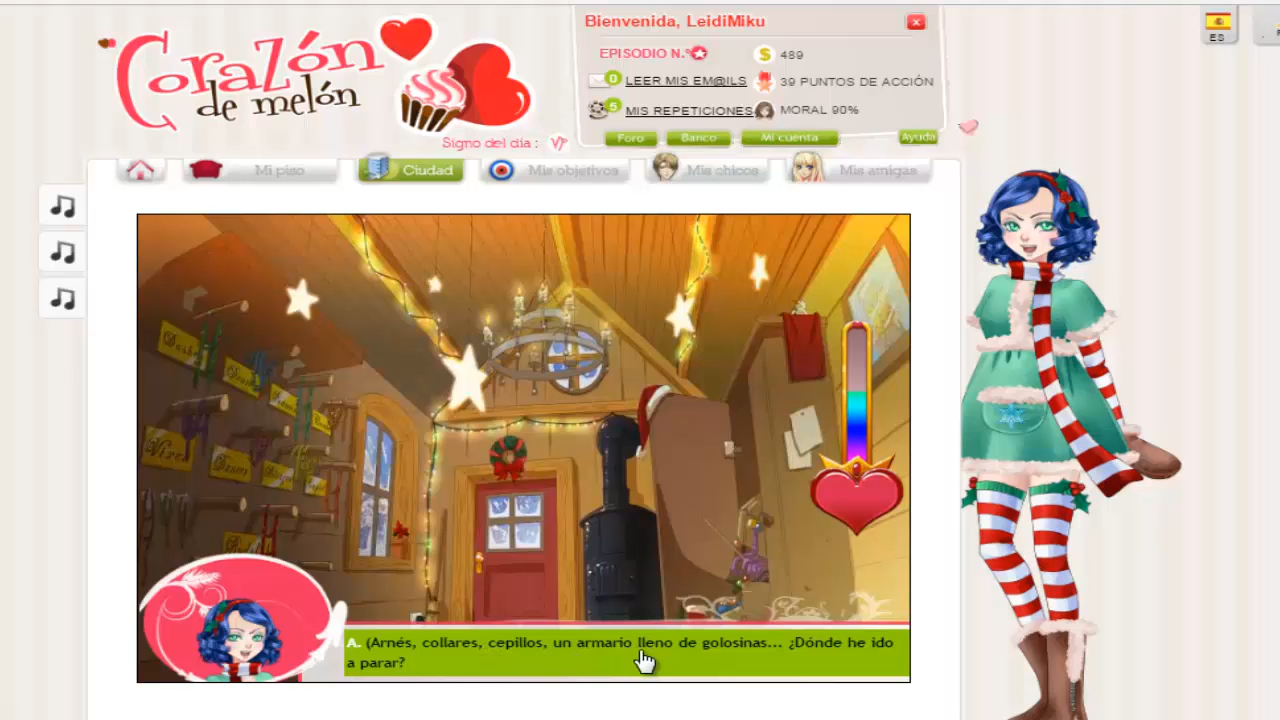 Corazón
de melón
Signo del día :
Bienvenida, LeidiMiku
EPISODIO N.º
489
0
LEER MIS EM@ILS
39 PUNTOS DE ACCIÓN
5
MIS REPETICIONES
MORAL 90%
Foro
Banco
Mi cuenta
Ayuda
ES
Mi piso
Ciudad
Mis objetivos
Mis chicos
Mis amigas
A. (Arnés, collares, cepillos, un armario lleno de golosinas... ¿Dónde he ido
a parar?